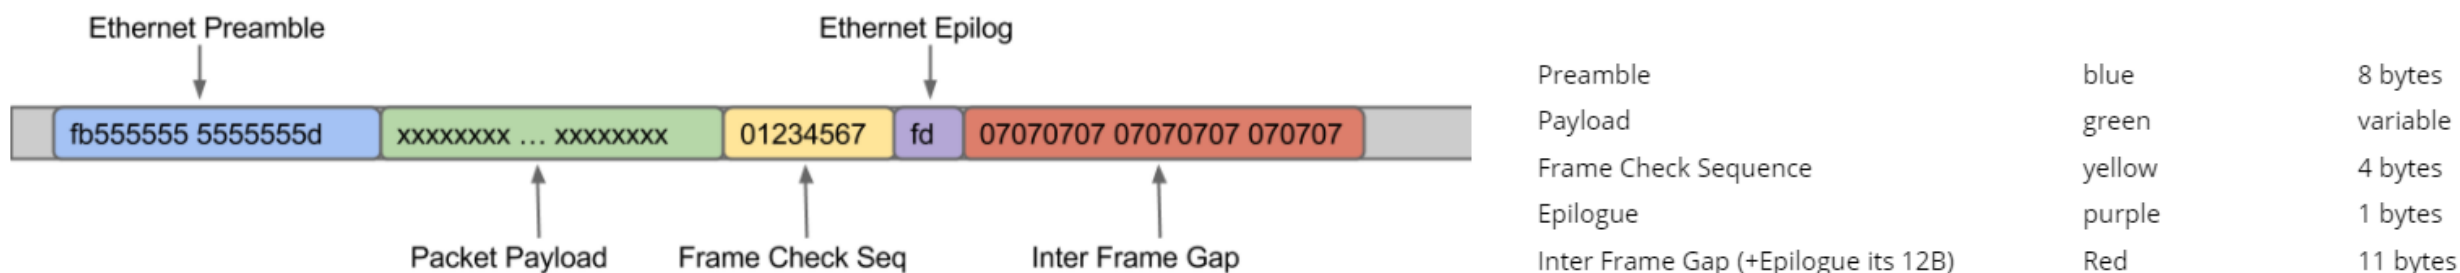 Ethernet Preamble
Ethernet Epilog
fb555555 5555555d
xxxxxxxx ... xxxxxxxx
01234567
fd
07070707 07070707 070707
Packet Payload
Frame Check Seq
Inter Frame Gap
Preamble blue 8 bytes
Payload green variable
Frame Check Sequence yellow 4 bytes
Epilogue purple 1 bytes
Inter Frame Gap (+Epilogue its 12B) Red 11 bytes